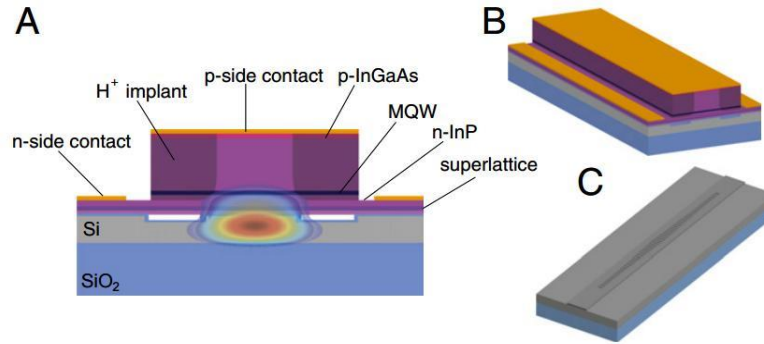 A
B
p-side contact
p-InGaAs
H+ implant
MQW
n-side contact
n-InP
superlattice
C
Si
SiO2